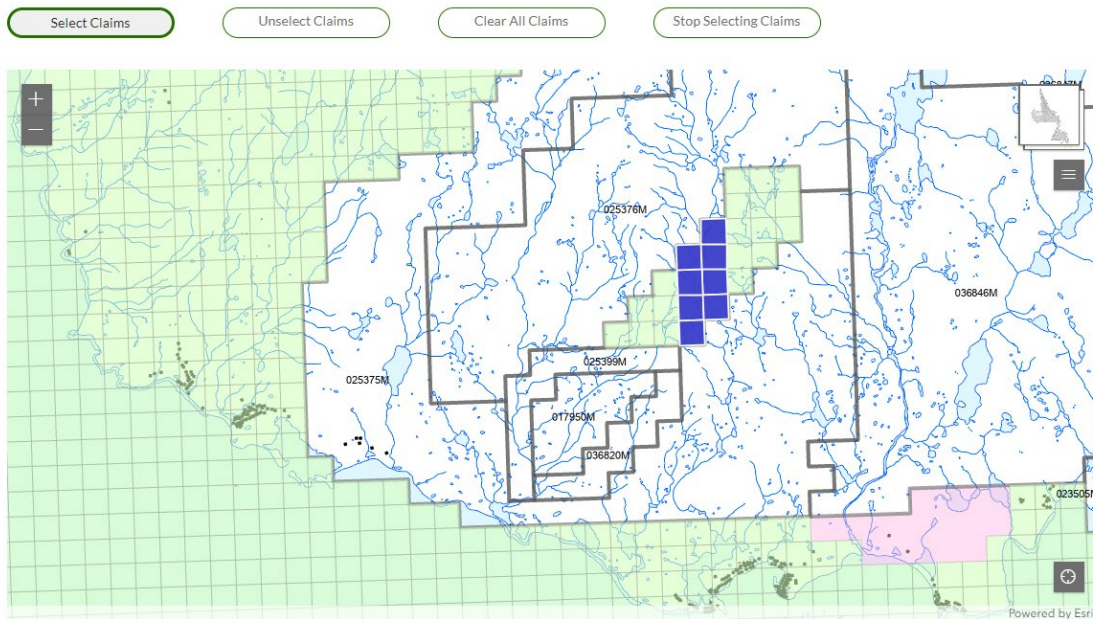 Select Claims
Unselect Claims
Clear All Claims
Stop Selecting Claims
+
−
025376M
036846M
025399M
025375M
017950M
036820M
023505M
Powered by Esri